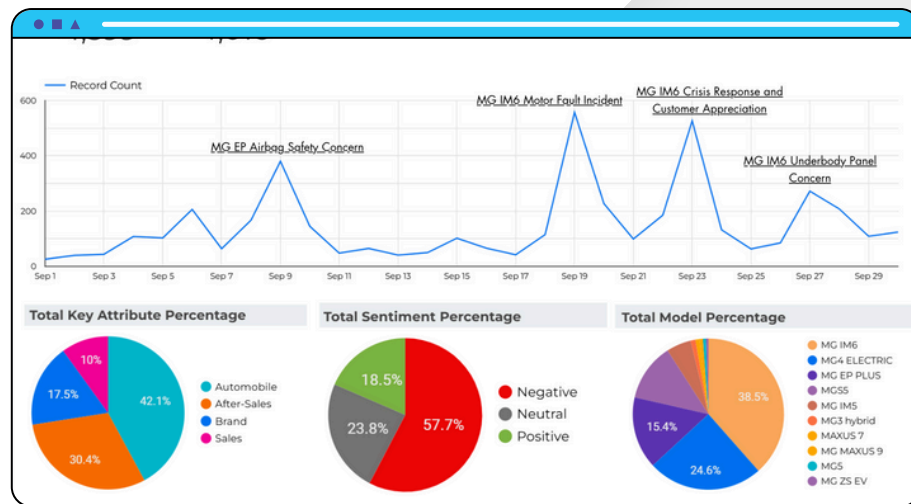 Record Count
600
400
200
0
MG EP Airbag Safety Concern
MG IM6 Motor Fault Incident
MG IM6 Crisis Response and
Customer Appreciation
MG IM6 Underbody Panel
Concern
Sep 1 Sep 3 Sep 5 Sep 7 Sep 9 Sep 11 Sep 13 Sep 15 Sep 17 Sep 19 Sep 21 Sep 23 Sep 25 Sep 27 Sep 29
Total Key Attribute Percentage
10%
17.5%
42.1%
30.4%
Automobile
After-Sales
Brand
Sales
Total Sentiment Percentage
18.5%
23.8%
57.7%
Negative
Neutral
Positive
Total Model Percentage
38.5%
15.4%
24.6%
MG IM6
MG4 ELECTRIC
MG EP PLUS
MGS5
MG IM5
MG3 hybrid
MAXUS 7
MG MAXUS 9
MG5
MG ZS EV